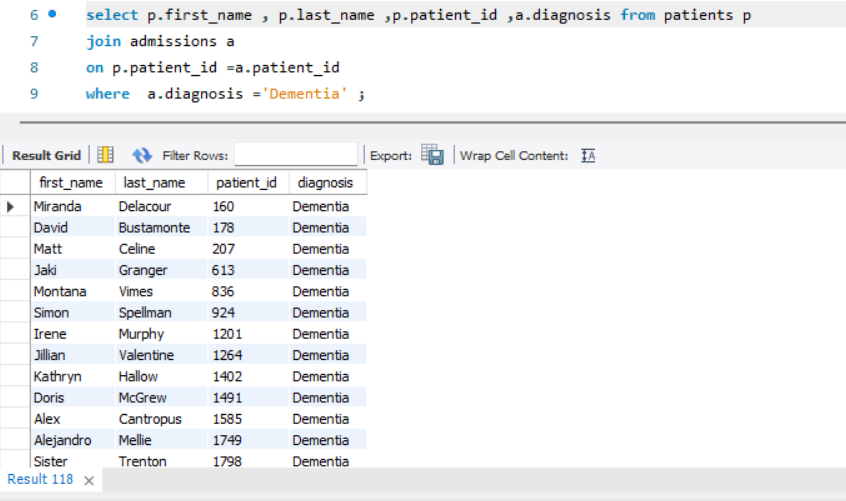 6 select p.first_name , p.last_name ,p.patient_id ,a.diagnosis from patients p
7 join admissions a
8 on p.patient_id =a.patient_id
9 where a.diagnosis ='Dementia' ;
Result Grid Filter Rows: Export: Wrap Cell Content: IA
first_name last_name patient_id diagnosis
Miranda Delacour 160 Dementia
David Bustamonte 178 Dementia
Matt Celine 207 Dementia
Jaki Granger 613 Dementia
Montana Vimes 836 Dementia
Simon Spellman 924 Dementia
Irene Murphy 1201 Dementia
Jillian Valentine 1264 Dementia
Kathryn Hallow 1402 Dementia
Doris McGrew 1491 Dementia
Alex Cantropus 1585 Dementia
Alejandro Mellie 1749 Dementia
Sister Trenton 1798 Dementia
Result 118